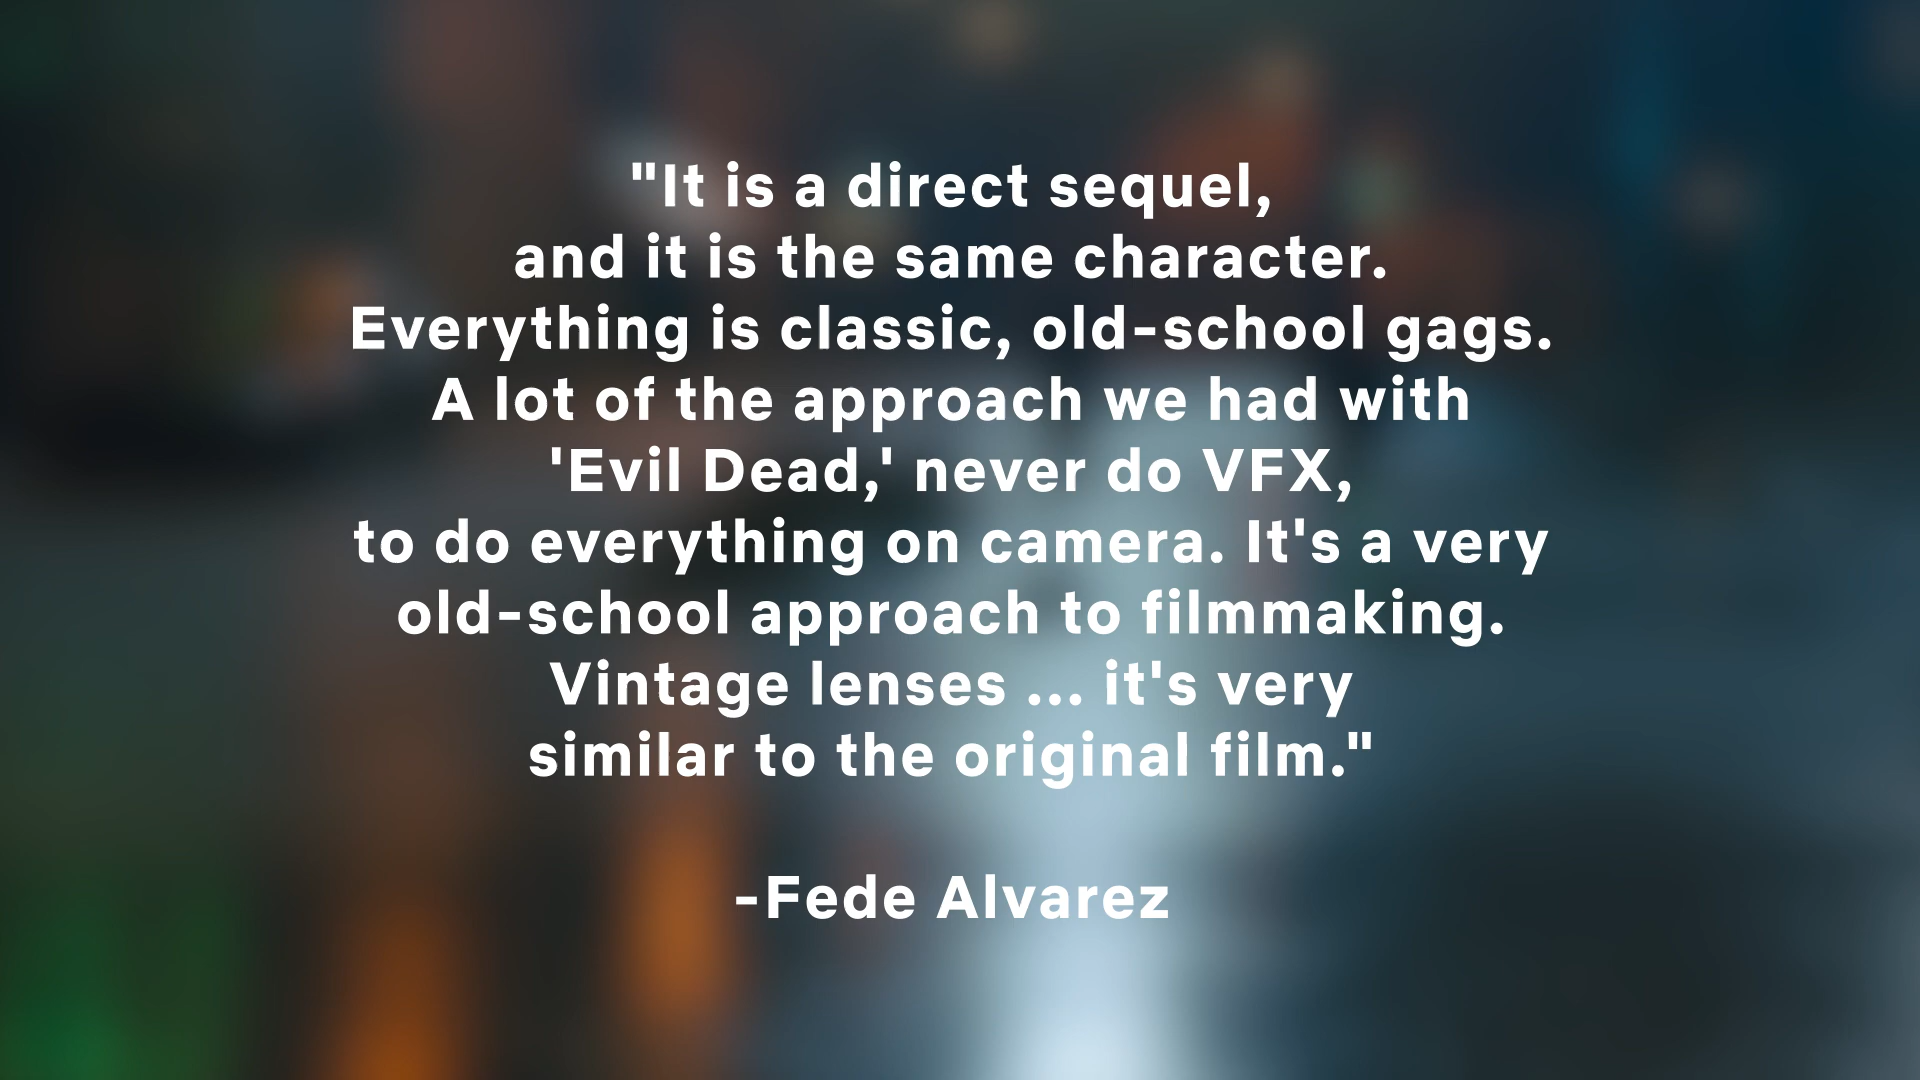 "It is a direct sequel,
and it is the same character.
Everything is classic, old-school gags.
A lot of the approach we had with
'Evil Dead,' never do VFX,
to do everything on camera. It's a very
old-school approach to filmmaking.
Vintage lenses ... it's very
similar to the original film."
-Fede Alvarez